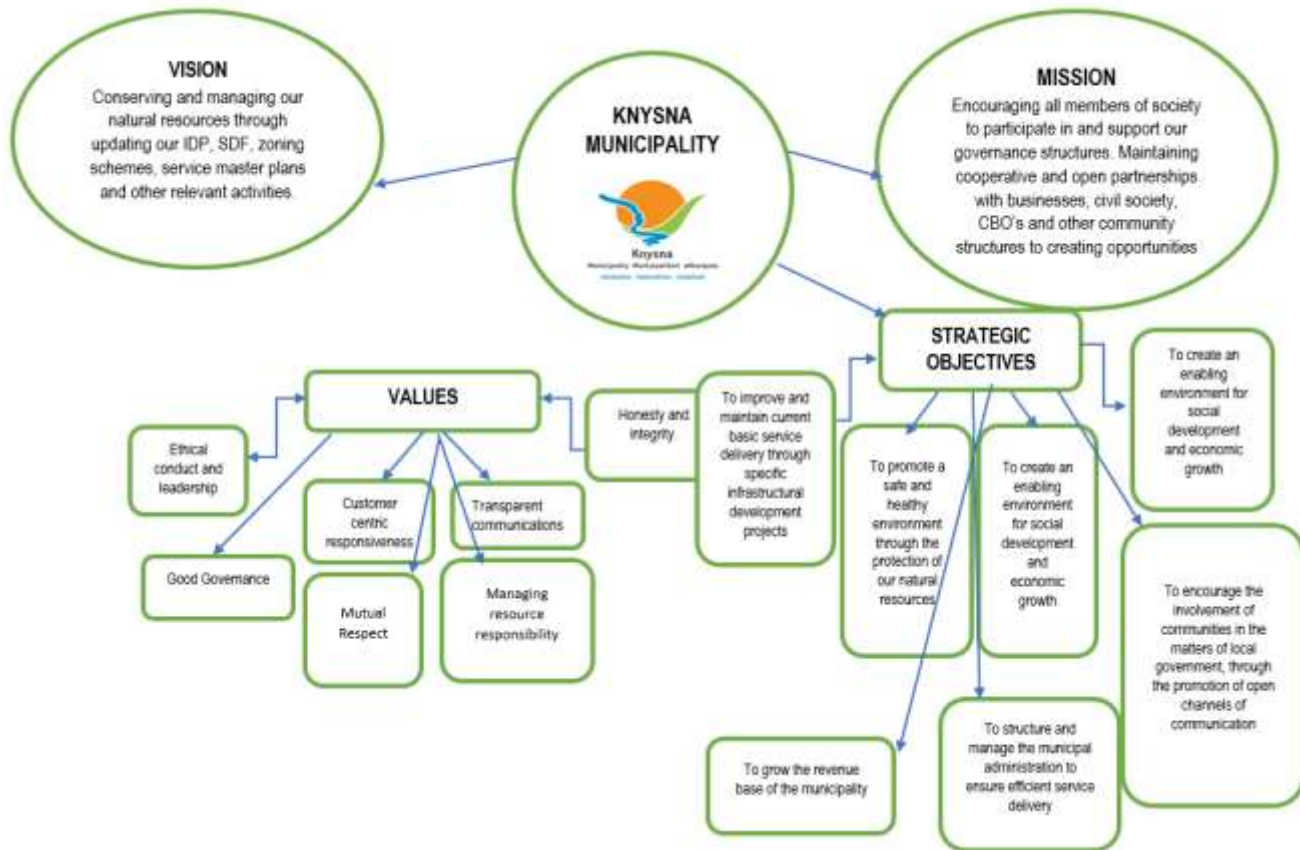 VISION
Conserving and managing our
natural resources through
updating our IDP, SDF, zoning
schemes, service master plans
and other relevant activities.
KNYSNA
MUNICIPALITY
Knysna
Municipality
MISSION
Encouraging all members of society
to participate in and support our
governance structures. Maintaining
cooperative and open partnerships
with businesses, civil society,
CBO's and other community
structures to creating opportunities
VALUES
Ethical
conduct and
leadership
Good Governance
Customer
centric
responsiveness
Mutual
Respect
Transparent
communications
Managing
resource
responsibility
Honesty and
integrity
STRATEGIC
OBJECTIVES
To improve and
maintain current
basic service
delivery through
specific
infrastructural
development
projects
To promote a
safe and
healthy
environment
through the
protection of
our natural
resources
To create an
enabling
environment
for social
development
and
economic
growth
To create an
enabling
environment for
social
development
and economic
growth
To encourage the
involvement of
communities in the
matters of local
government, through
the promotion of open
channels of
communication
To structure and
manage the municipal
administration to
ensure efficient service
delivery
To grow the revenue
base of the municipality